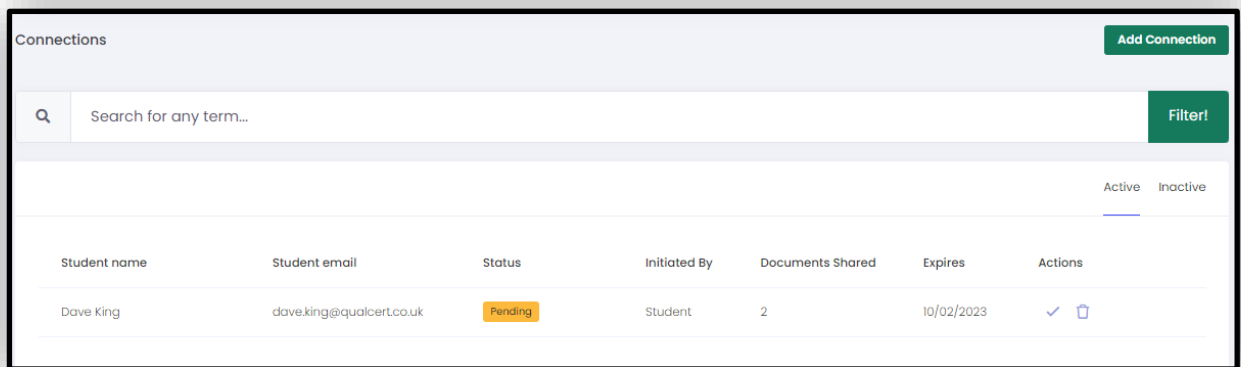 Connections
Add Connection
Search for any term...
Filter!
Active Inactive
Student name Student email Status Initiated By Documents Shared Expires Actions
Dave King dave.king@qualcert.co.uk Pending Student 2 10/02/2023